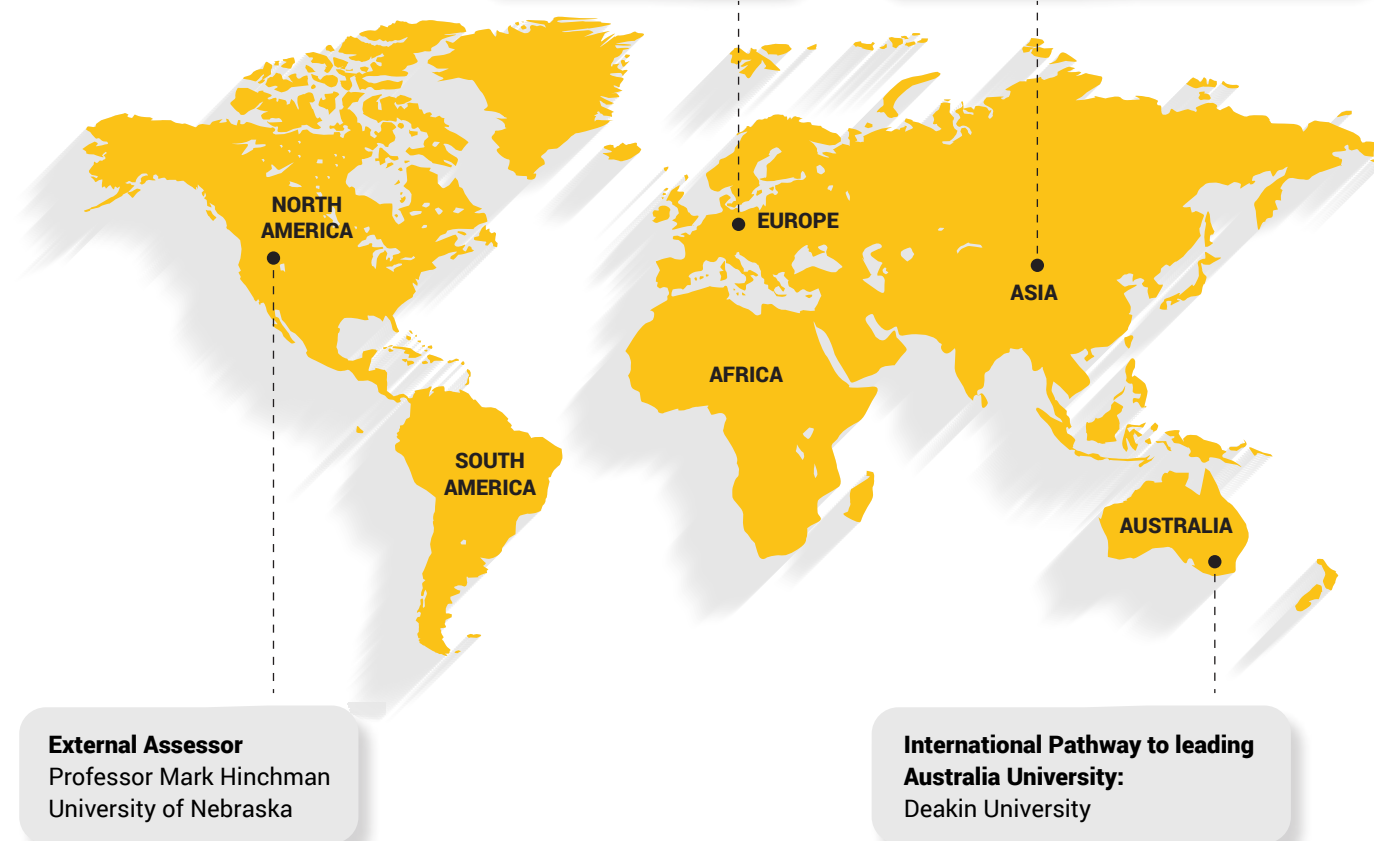 NORTH
AMERICA
EUROPE
ASIA
AFRICA
SOUTH
AMERICA
AUSTRALIA
External Assessor
Professor Mark Hinchman
University of Nebraska
International Pathway to leading
Australia University:
Deakin University